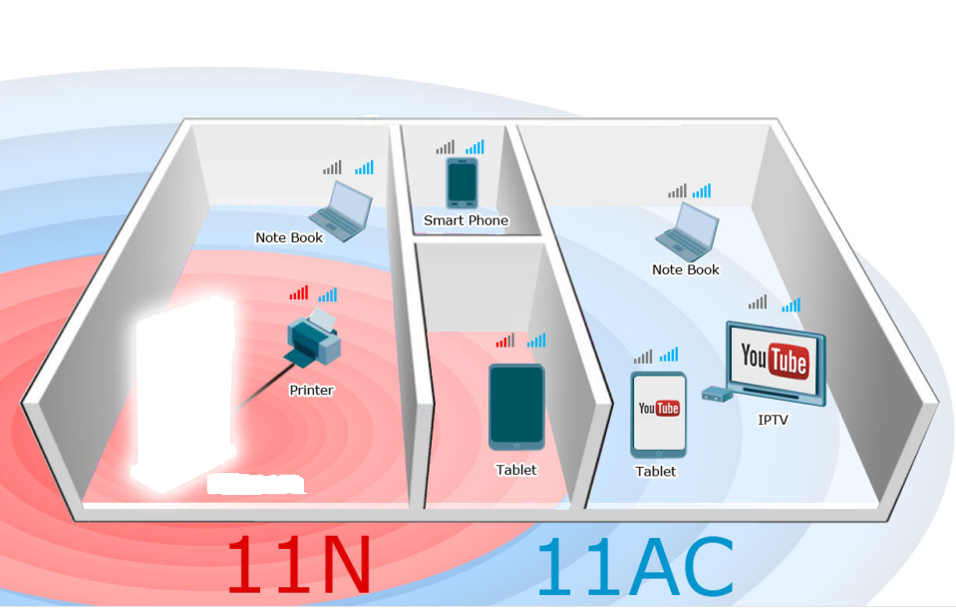 Smart Phone
Note Book
Note Book
YouTube
Printer
YouTube
IPTV
Tablet
Tablet
11N
11AC